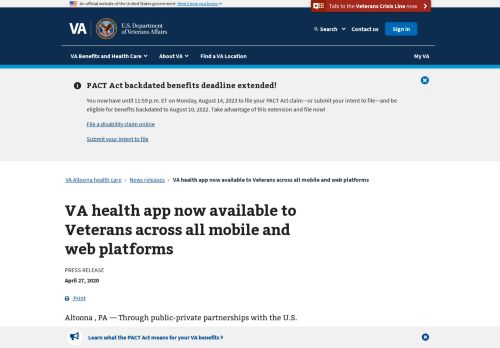 An official website of the United States government Here's how you know
Talk to the Veterans Crisis Line now
VA
U.S. Department
of Veterans Affairs
Search
Contact us
Sign in
VA Benefits and Health Care
About VA
Find a VA Location
My VA
PACT Act backdated benefits deadline extended!
You now have until 11:59 p.m. ET on Monday, August 14, 2023 to file your PACT Act claim—or submit your intent to file—and be
eligible for benefits backdated to August 10, 2022. Take advantage of this extension and file now!
File a disability claim online
Submit your intent to file
VA Altoona health care › News releases › VA health app now available to Veterans across all mobile and web platforms
VA health app now available to
Veterans across all mobile and
web platforms
PRESS RELEASE
April 27, 2020
Print
Altoona , PA — Through public-private partnerships with the U.S.
Learn what the PACT Act means for your VA benefits